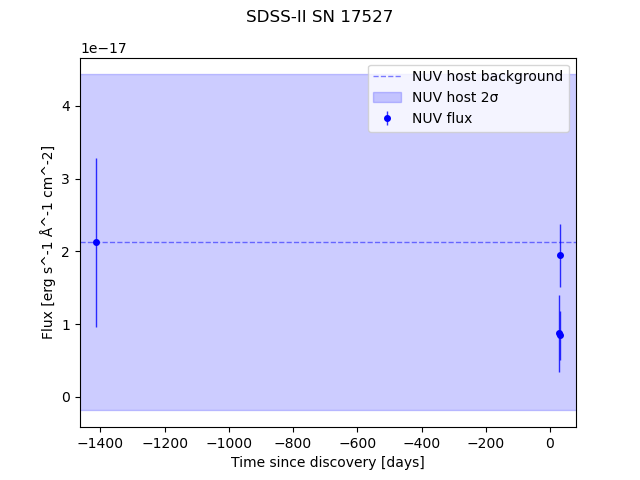 SDSS-II SN 17527
1e−17
NUV host background
NUV host 2σ
NUV flux
4
3
2
1
0
Flux [erg s^-1 Å^-1 cm^-2]
−1400 −1200 −1000 −800 −600 −400 −200 0
Time since discovery [days]